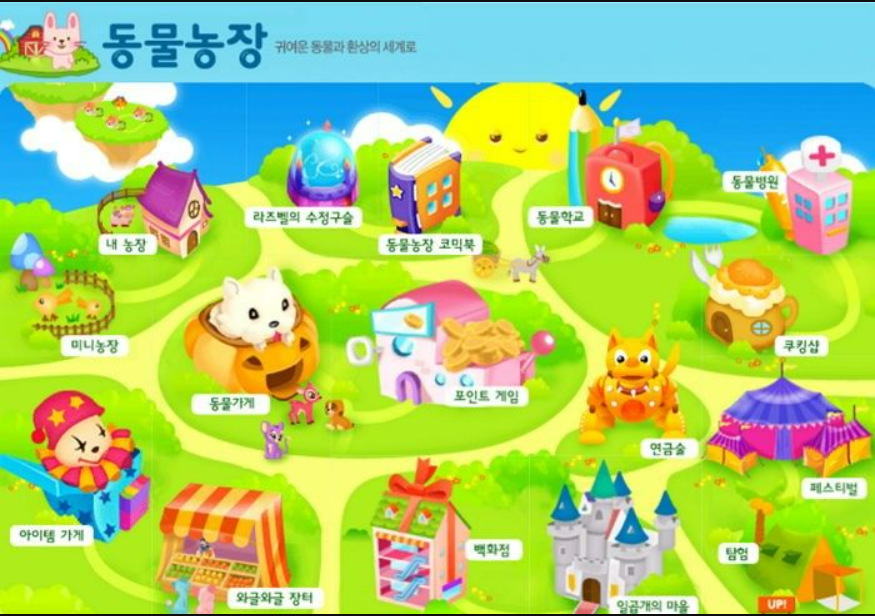 동물농장 귀여운 동물과 환상의 세계로
동물병원
라즈벨의 수정구슬
동물학교
내 농장
동물농장 코믹북
미니농장
쿠킹샵
동물가게
포인트 게임
연금술
페스티벌
아이템 가게
백화점
탐험
와글와글 장터
일곱개의 마을
UP!